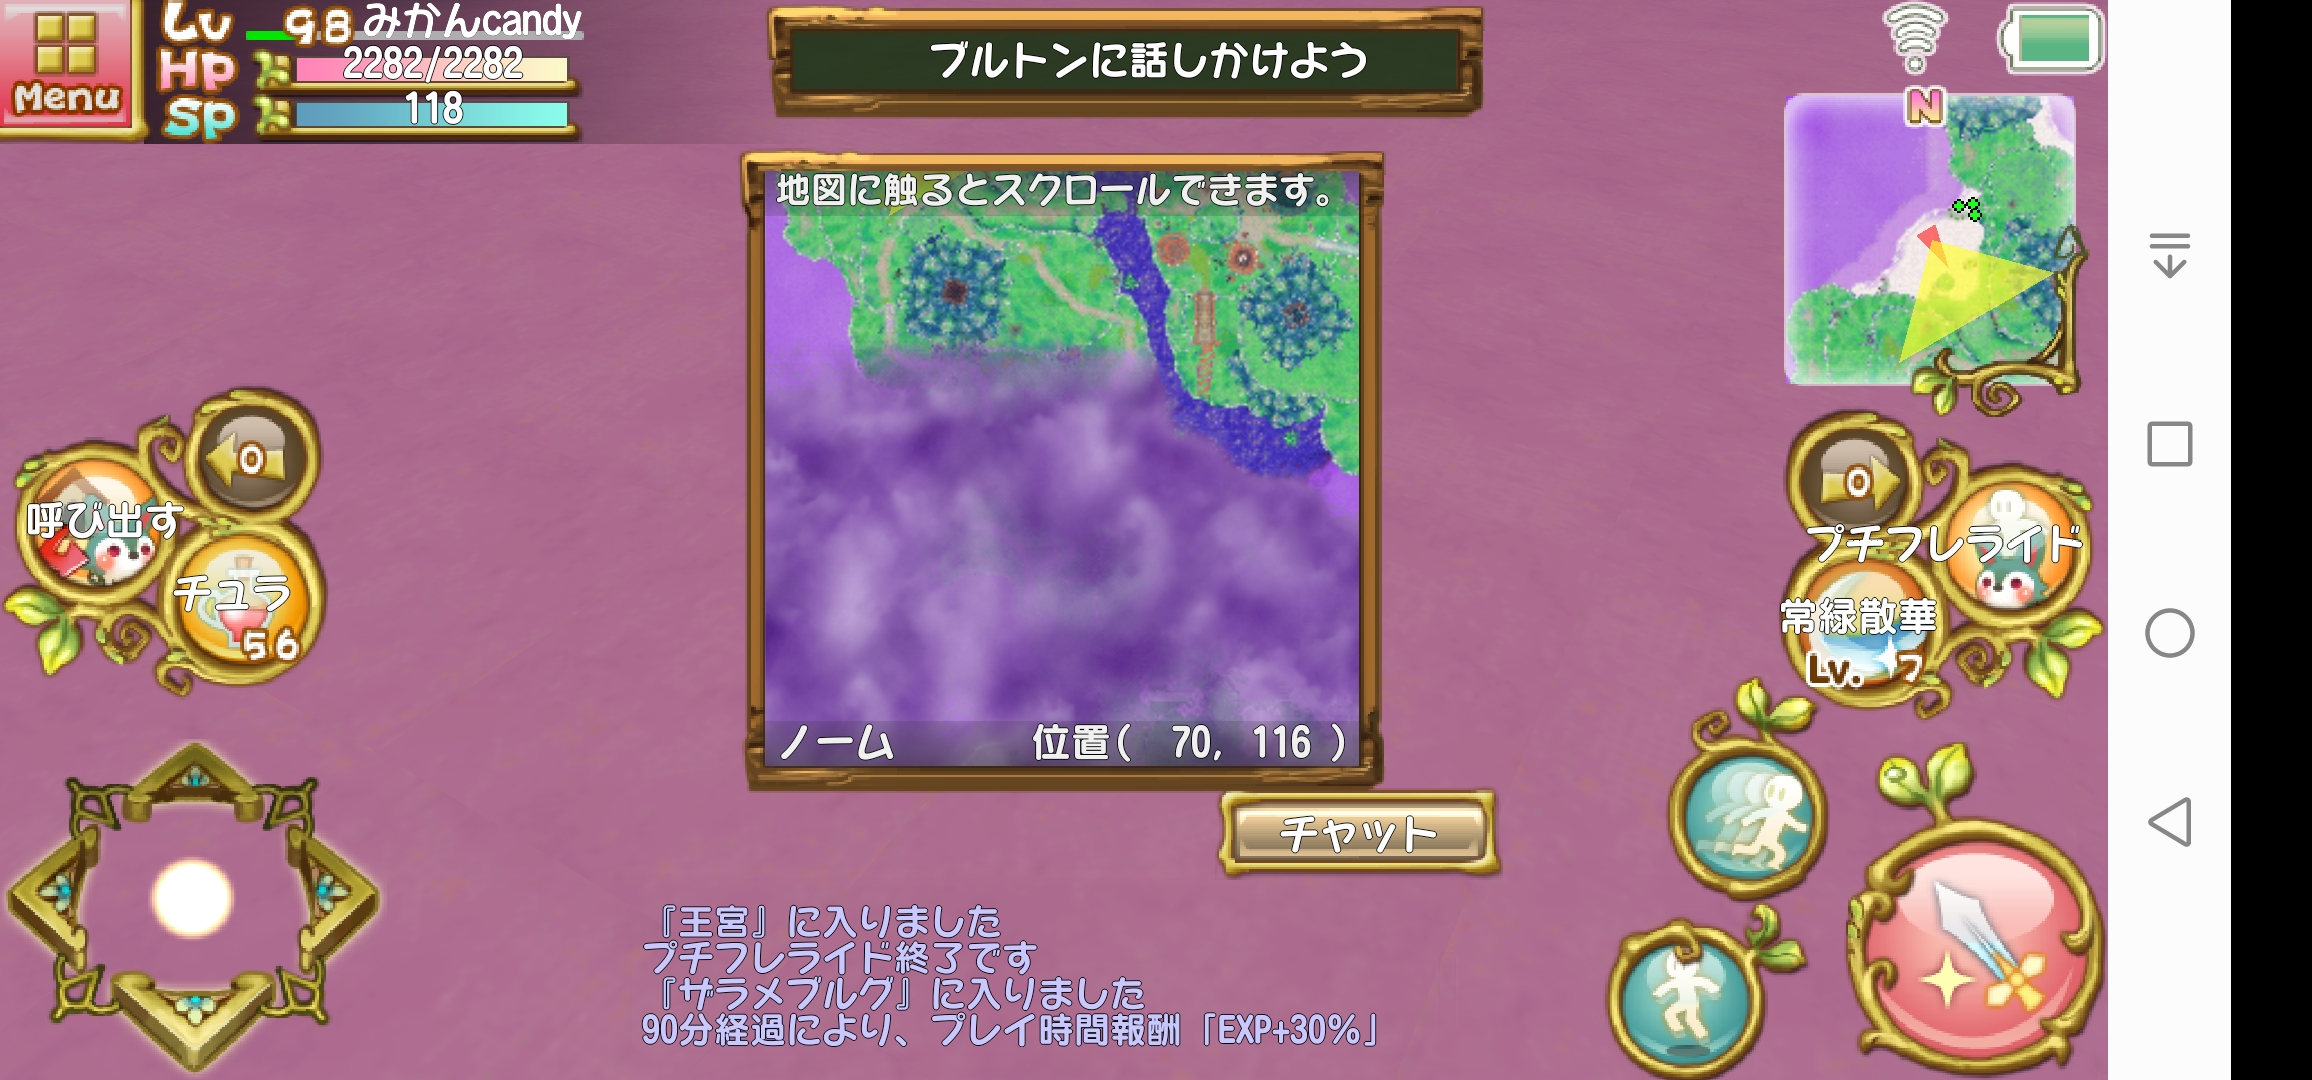 Menu
Lv 98 みかんcandy
Hp 2282/2282
Sp 118
ブルトンに話しかけよう
N
地図に触るとスクロールできます。
ノーム 位置( 70, 116 )
0
呼び出す
チュラ
56
0
プチフレライド
常緑散華
Lv. 7
チャット
『王宮』に入りました
プチフレライド終了です
『ザラメブルグ』に入りました
90分経過により、プレイ時間報酬「EXP+30%」